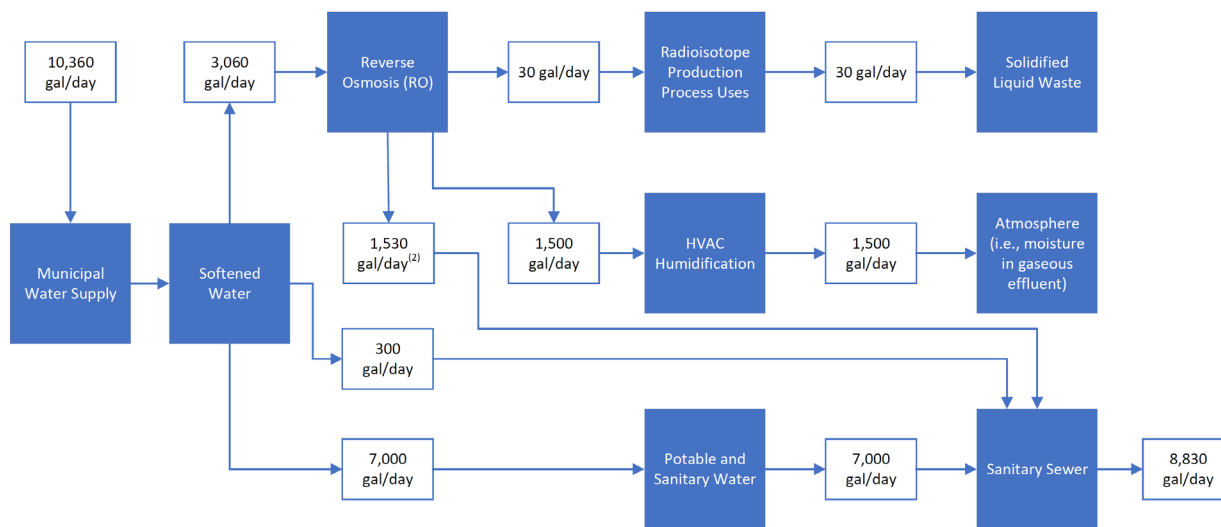 10,360
gal/day
3,060
gal/day
Reverse
Osmosis (RO)
30 gal/day
Radioisotope
Production
Process Uses
30 gal/day
Solidified
Liquid Waste
Municipal
Water Supply
Softened
Water
1,530
gal/day(2)
1,500
gal/day
HVAC
Humidification
1,500
gal/day
Atmosphere
(i.e., moisture
in gaseous
effluent)
300
gal/day
7,000
gal/day
Potable and
Sanitary Water
7,000
gal/day
Sanitary Sewer
8,830
gal/day